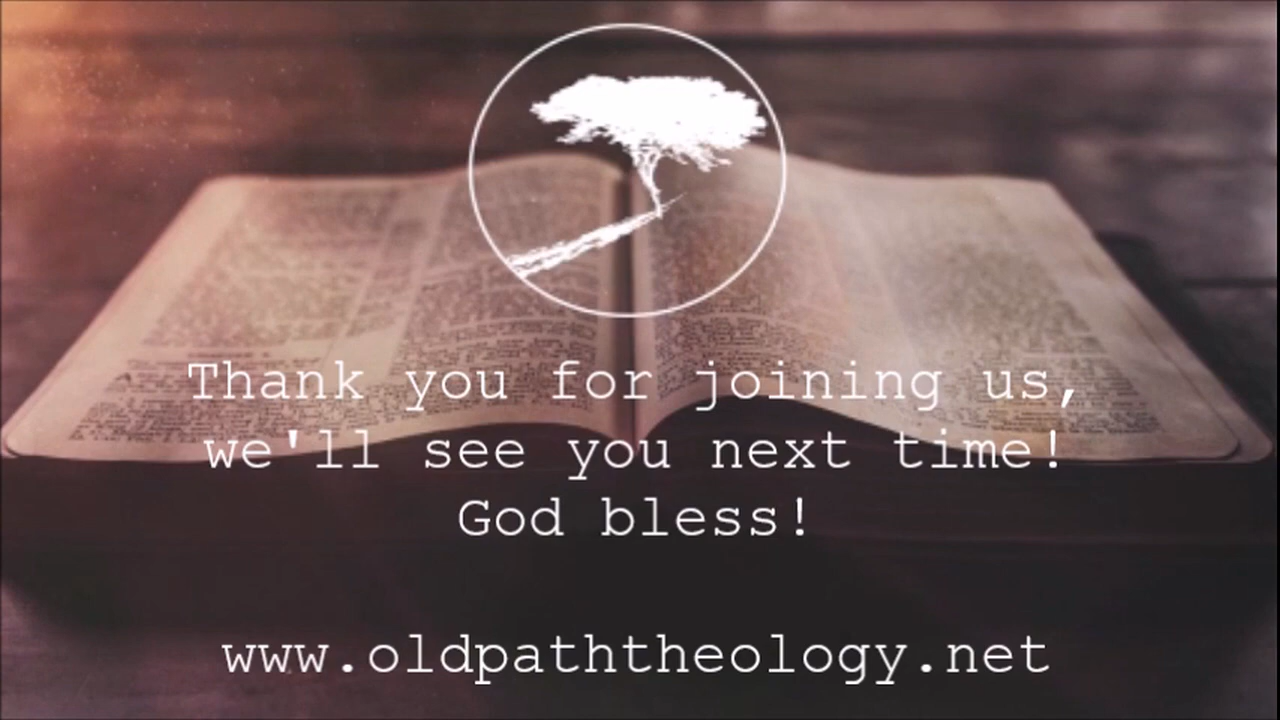 Thank you for joining us,
we'll see you next time!
God bless!
www.oldpaththeology.net